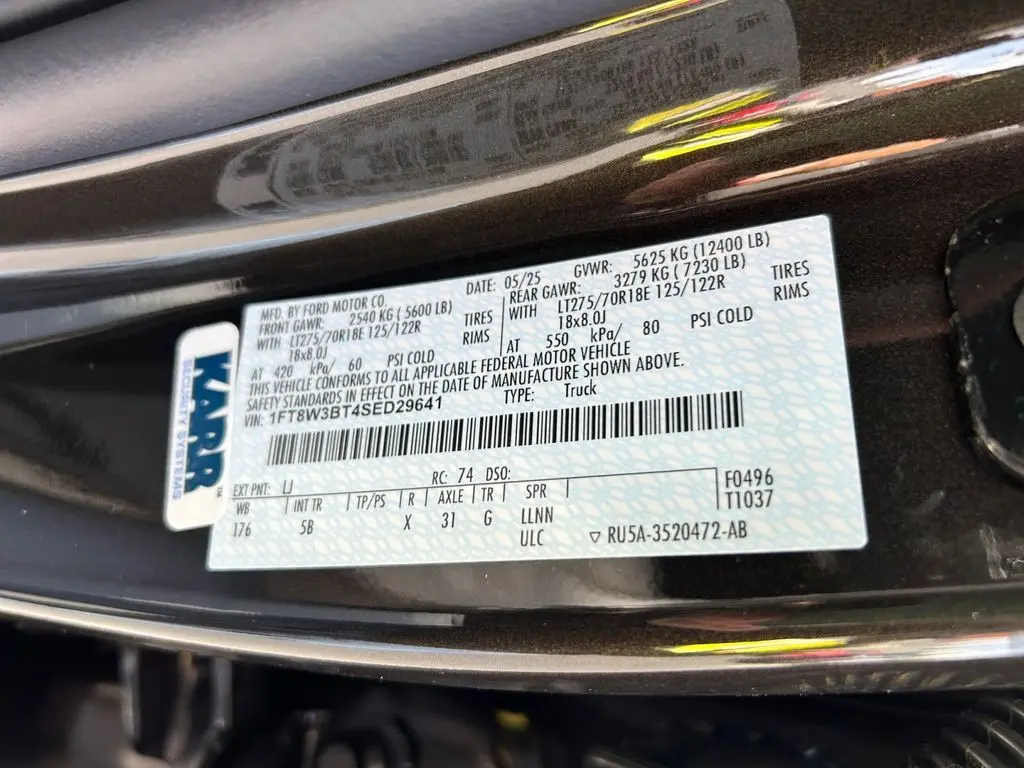 MFD. BY FORD MOTOR CO.
DATE: 05/25 GVWR: 5625 KG (12400 LB)
FRONT GAWR: 2540 KG ( 5600 LB)
REAR GAWR: 3279 KG ( 7230 LB)
WITH LT275/70R18E 125/122R TIRES
WITH LT275/70R18E 125/122R TIRES
18x8.0J RIMS
18x8.0J RIMS
AT 420 kPa/ 60 PSI COLD
AT 550 kPa/ 80 PSI COLD
THIS VEHICLE CONFORMS TO ALL APPLICABLE FEDERAL MOTOR VEHICLE
SAFETY STANDARDS IN EFFECT ON THE DATE OF MANUFACTURE SHOWN ABOVE.
VIN: 1FT8W3BT4SED29641 TYPE: Truck
EXT PNT: LJ RC: 74 DSO:
WB INT TR TP/PS R AXLE TR SPR F0496
176 5B X 31 G LLNN T1037
ULC ▽ RU5A-3520472-AB
KARR™
SECURITY SYSTEMS